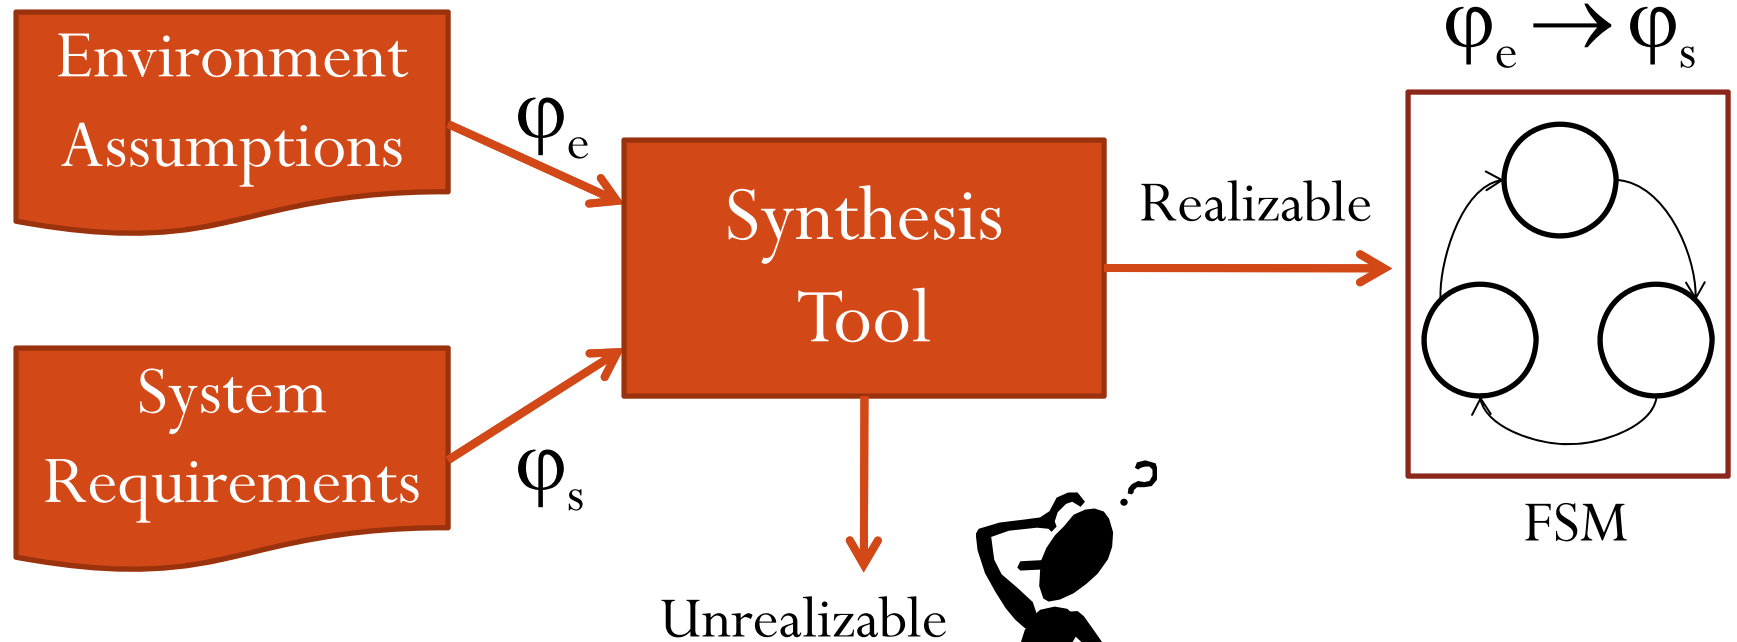 Environment
Assumptions
φe
System
Requirements
φs
Synthesis
Tool
Realizable
Unrealizable
?
φe → φs
FSM